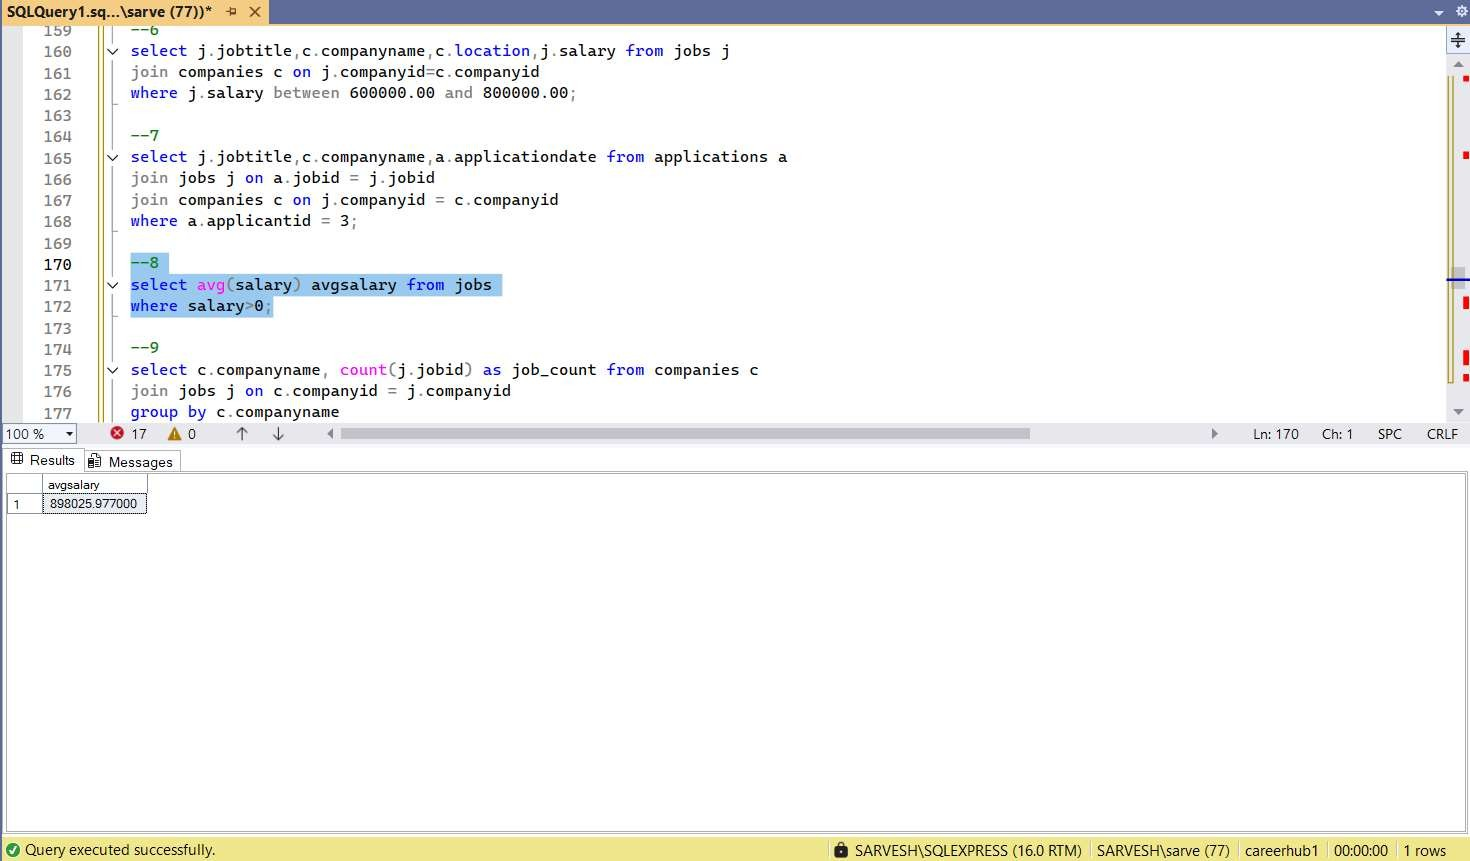 SQLQuery1.sq...\sarve (77))*
159 --6
160 select j.jobtitle,c.companyname,c.location,j.salary from jobs j
161 join companies c on j.companyid=c.companyid
162 where j.salary between 600000.00 and 800000.00;
163
164 --7
165 select j.jobtitle,c.companyname,a.applicationdate from applications a
166 join jobs j on a.jobid = j.jobid
167 join companies c on j.companyid = c.companyid
168 where a.applicantid = 3;
169
170 --8
171 select avg(salary) avgsalary from jobs
172 where salary>0;
173
174 --9
175 select c.companyname, count(j.jobid) as job_count from companies c
176 join jobs j on c.companyid = j.companyid
177 group by c.companyname
100 % 17 0 Ln: 170 Ch: 1 SPC CRLF
Results Messages
avgsalary
1 898025.977000
Query executed successfully. SARVESH\SQLEXPRESS (16.0 RTM) SARVESH\sarve (77) careerhub1 00:00:00 1 rows